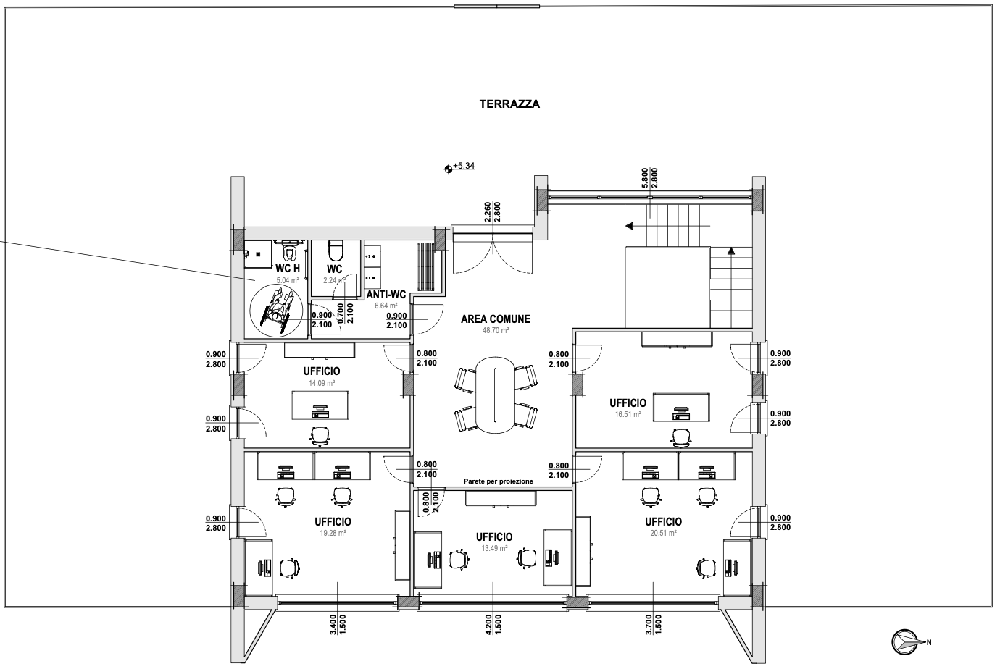 TERRAZZA
+5.34
5.800
2.800
2.260
2.800
WC H
5.04 m²
WC
2.24 m²
ANTI-WC
6.64 m²
0.900
2.100
0.700
2.100
0.900
2.100
AREA COMUNE
48.70 m²
0.900
2.800
UFFICIO
14.09 m²
0.800
2.100
0.800
2.100
0.900
2.800
UFFICIO
16.51 m²
0.900
2.800
0.900
2.800
0.800
2.100
0.800
2.100
Parete per proiezione
0.800
2.100
0.900
2.800
UFFICIO
19.28 m²
UFFICIO
13.49 m²
UFFICIO
20.51 m²
0.900
2.800
3.400
1.500
4.200
1.500
3.700
1.500
N